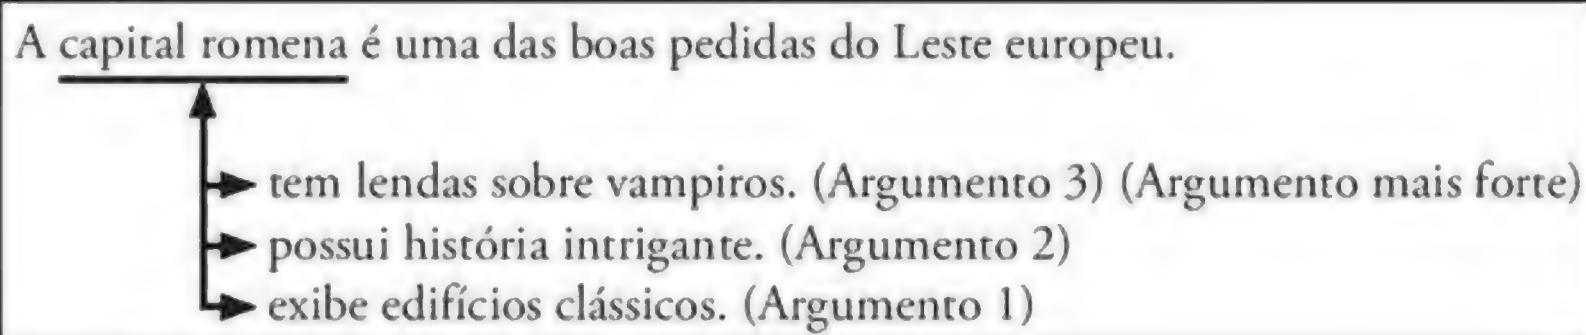 A capital romena é uma das boas pedidas do Leste europeu.
tem lendas sobre vampiros. (Argumento 3) (Argumento mais forte)
possui história intrigante. (Argumento 2)
exibe edifícios clássicos. (Argumento 1)